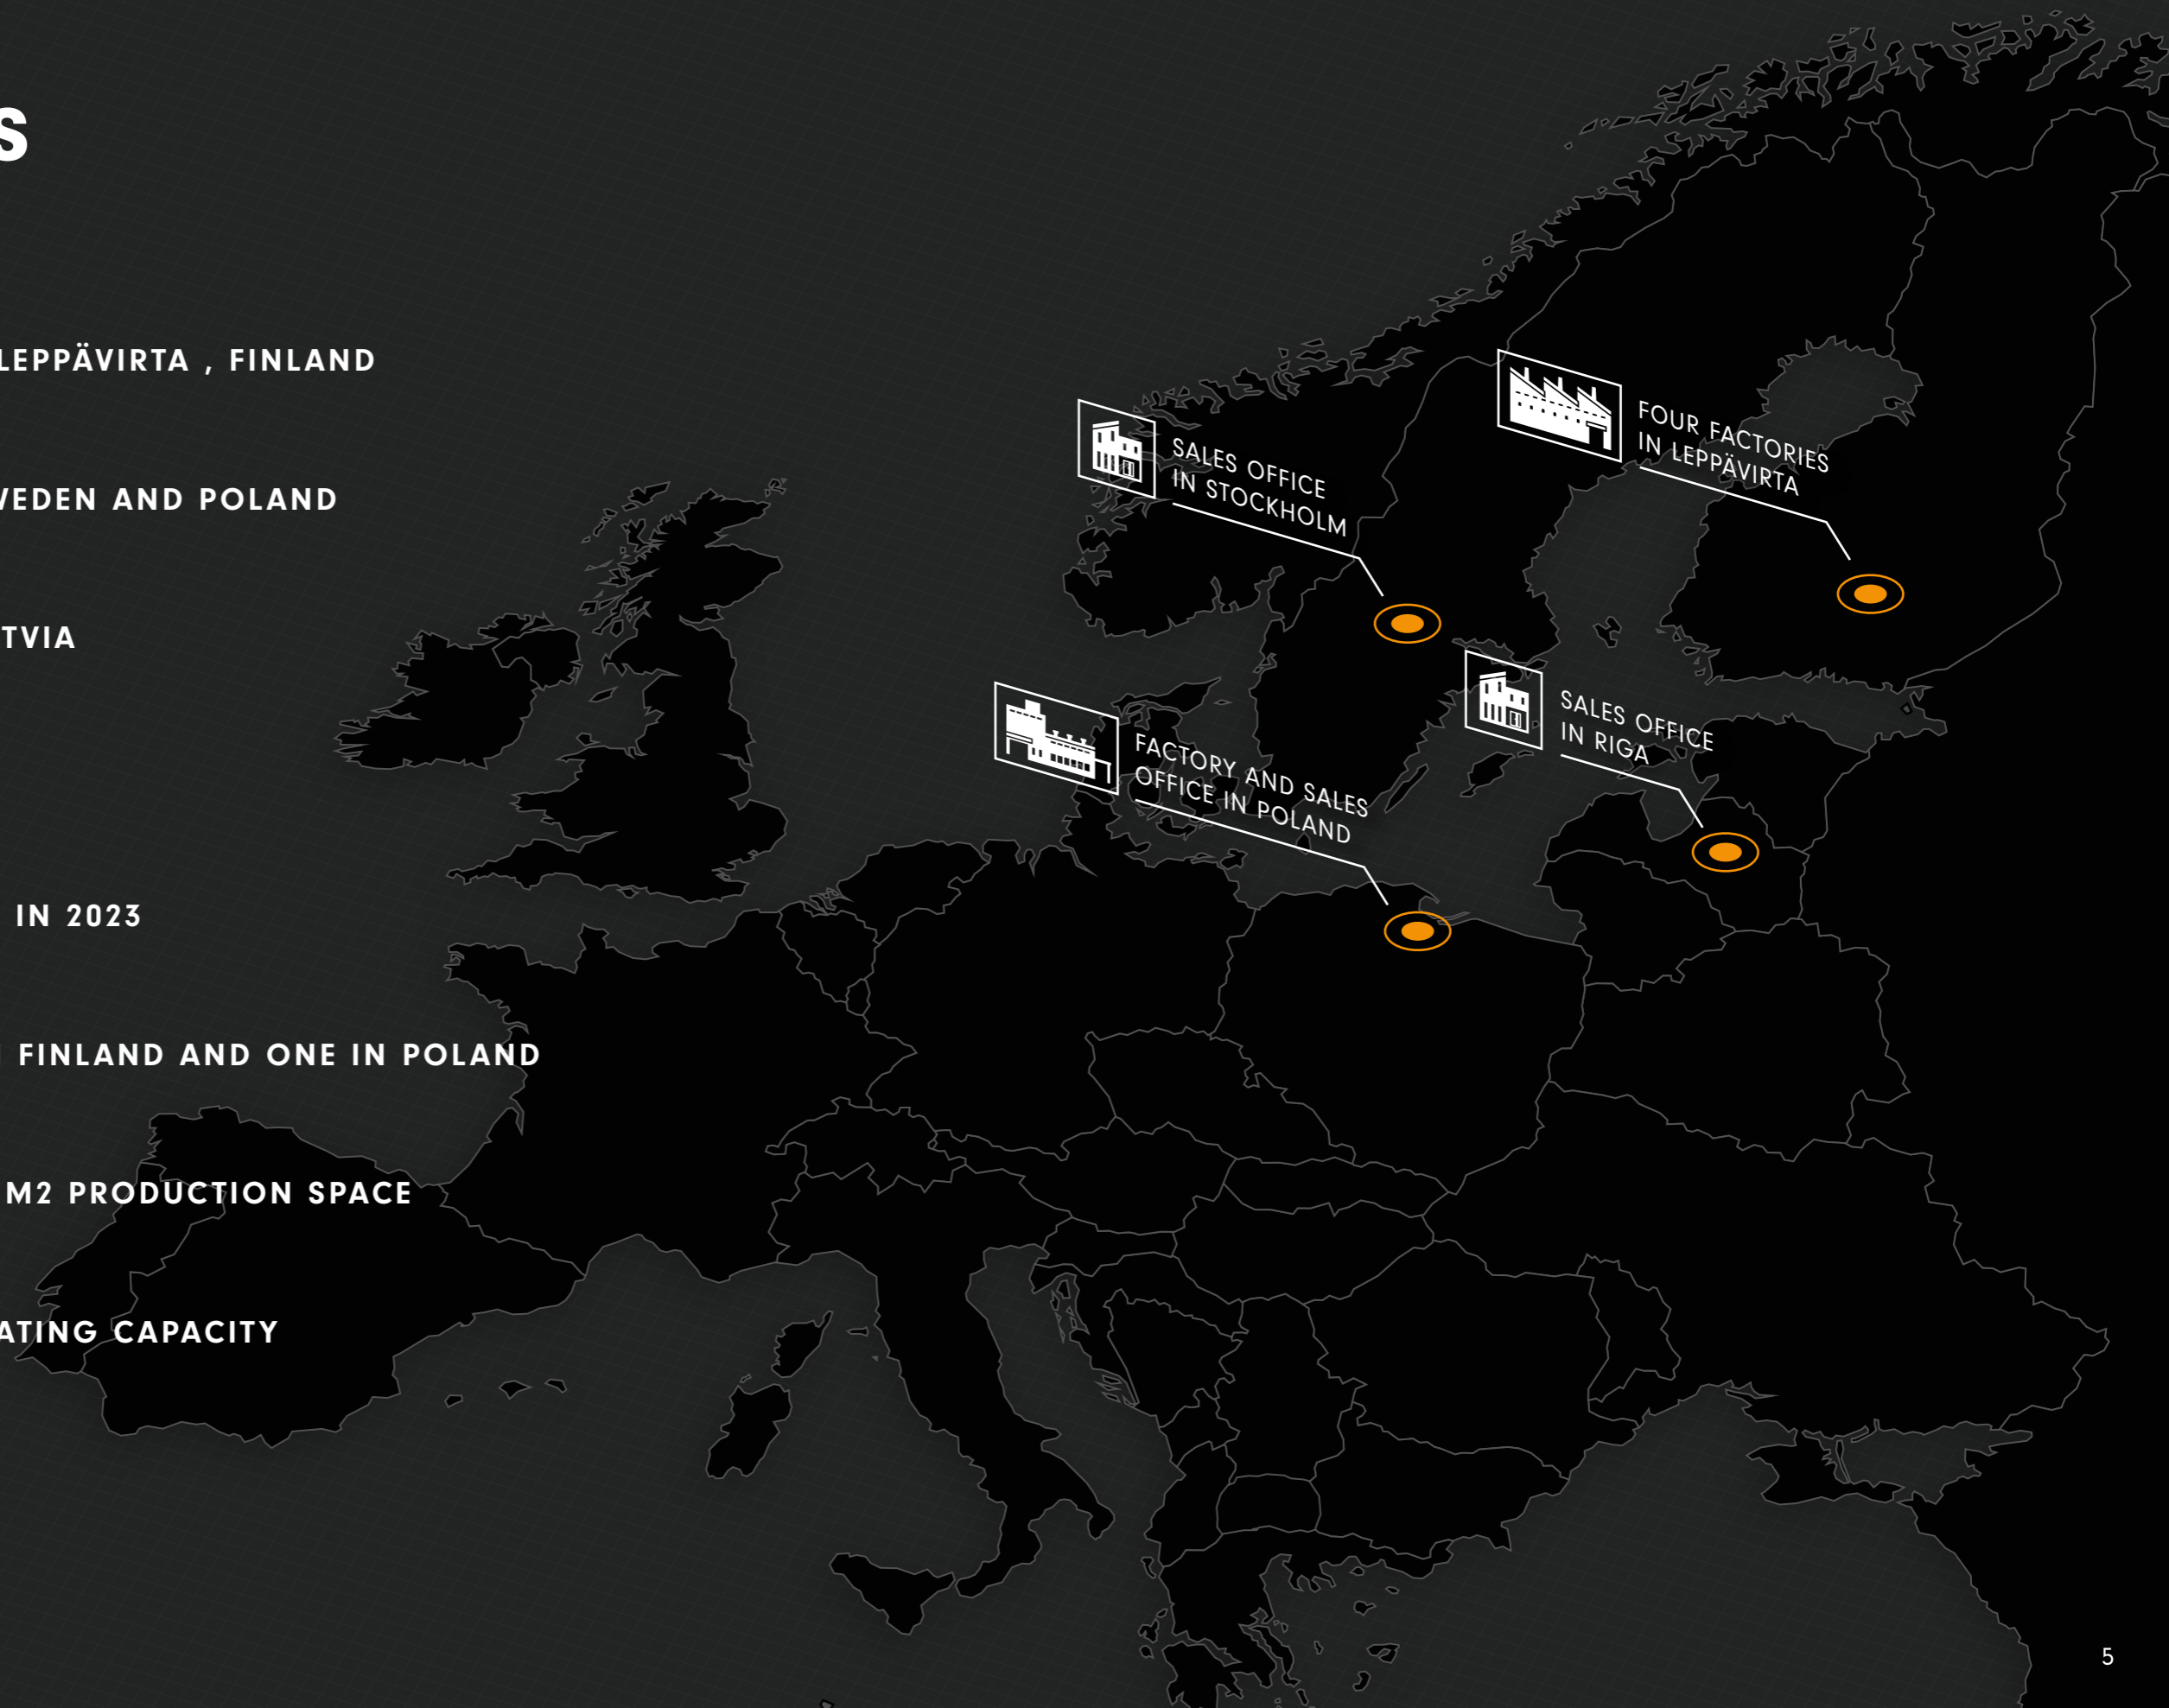 S
LEPPÄVIRTA , FINLAND
WEDEN AND POLAND
TVIA
IN 2023
FINLAND AND ONE IN POLAND
M2 PRODUCTION SPACE
ATING CAPACITY
SALES OFFICE
IN STOCKHOLM
FOUR FACTORIES
IN LEPPÄVIRTA
FACTORY AND SALES
OFFICE IN POLAND
SALES OFFICE
IN RIGA
5